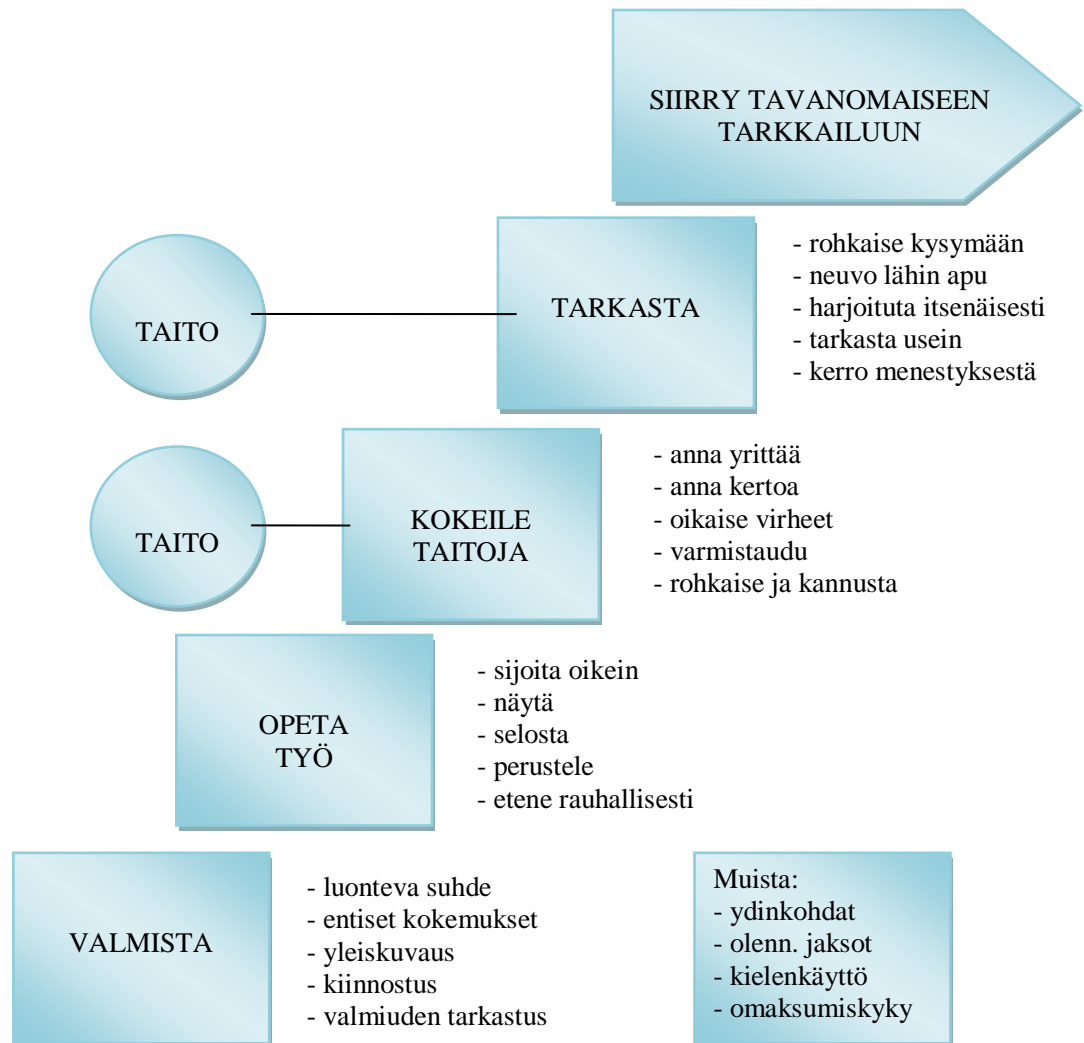 SIIRRY TAVANOMAISEEN
TARKKAILUUN
TAITO
TARKASTA
- rohkaise kysymään
- neuvo lähin apu
- harjoituta itsenäisesti
- tarkasta usein
- kerro menestyksestä
TAITO
KOKEILE
TAITOJA
- anna yrittää
- anna kertoa
- oikaise virheet
- varmistaudu
- rohkaise ja kannusta
OPETA
TYÖ
- sijoita oikein
- näytä
- selosta
- perustele
- etene rauhallisesti
VALMISTA
- luonteva suhde
- entiset kokemukset
- yleiskuvaus
- kiinnostus
- valmiuden tarkastus
Muista:
- ydinkohdat
- olenn. jaksot
- kielenkäyttö
- omaksumiskyky